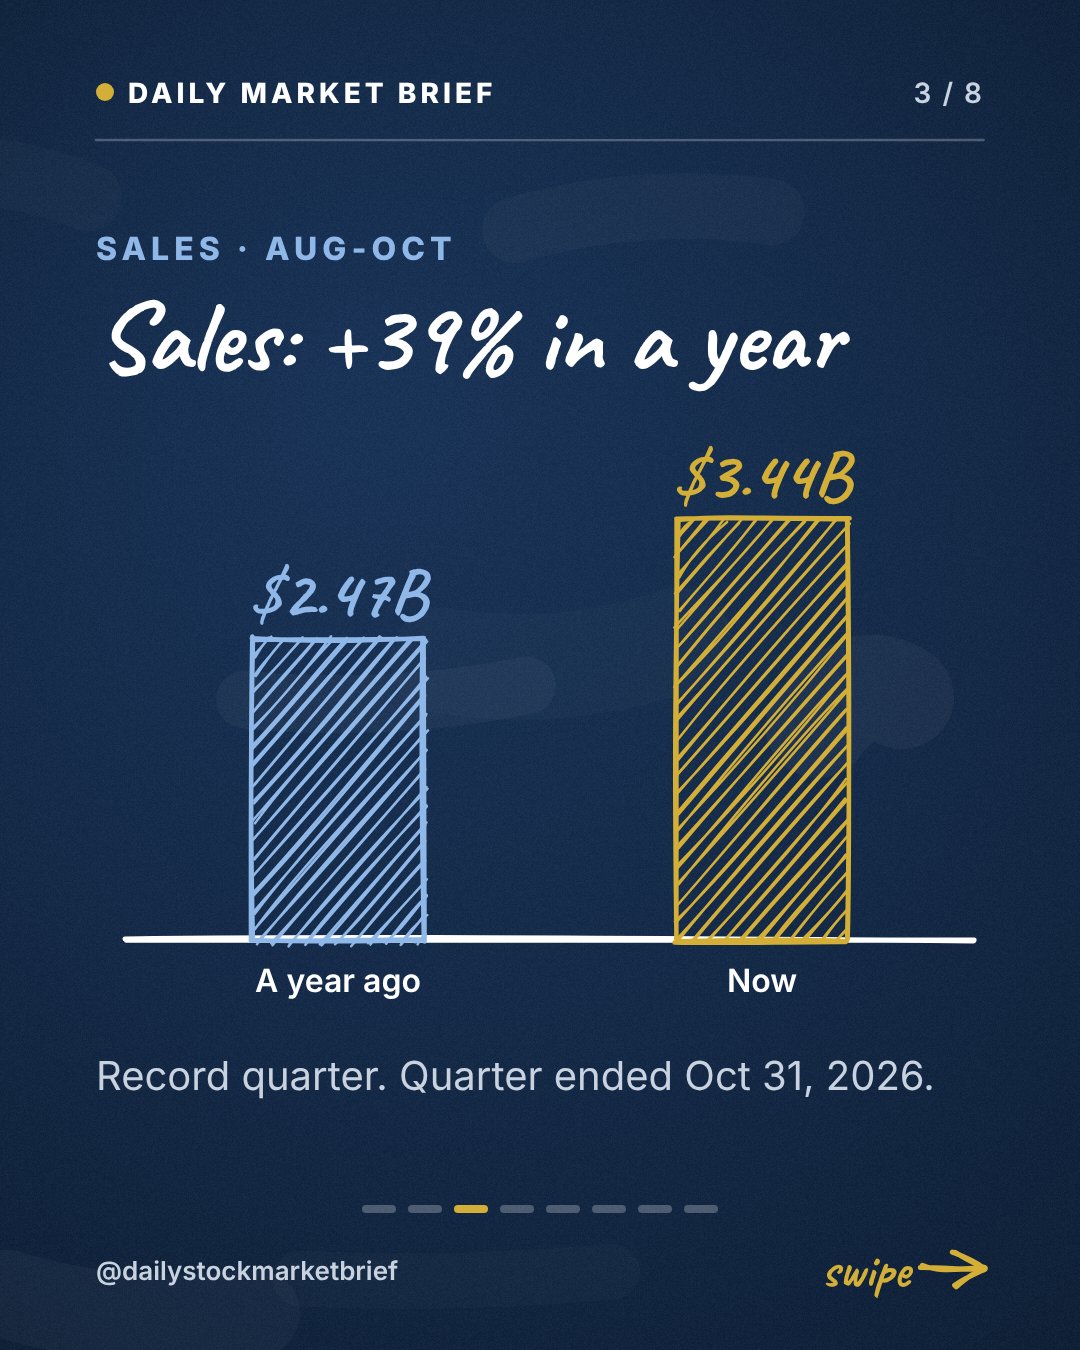 DAILY MARKET BRIEF
3 / 8
SALES · AUG-OCT
Sales: +39% in a year
$3.44B
$2.47B
A year ago
Now
Record quarter. Quarter ended Oct 31, 2026.
@dailystockmarketbrief
swipe